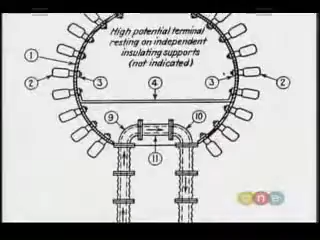 High potential terminal
resting on independent
insulating supports
(not indicated)
1
2
3
4
3
2
9
10
11
one